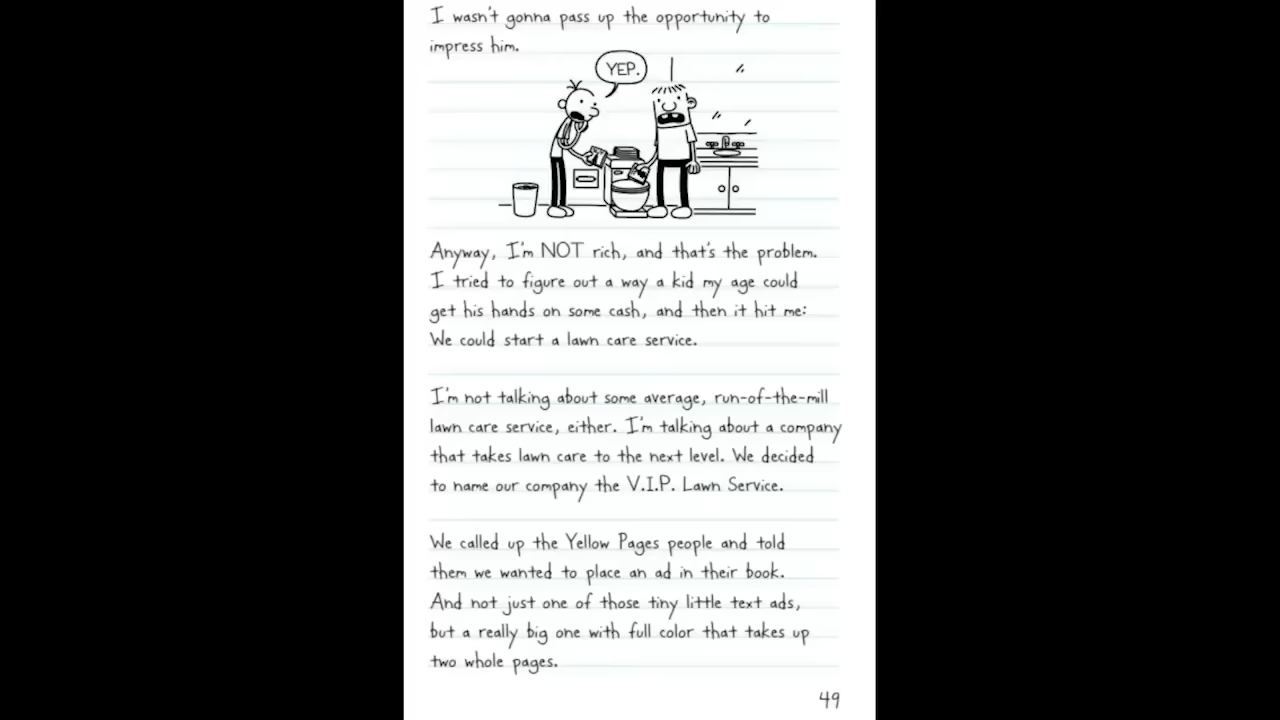 I wasn't gonna pass up the opportunity to
impress him.
YEP.
Anyway, I'm NOT rich, and that's the problem.
I tried to figure out a way a kid my age could
get his hands on some cash, and then it hit me:
We could start a lawn care service.
I'm not talking about some average, run-of-the-mill
lawn care service, either. I'm talking about a company
that takes lawn care to the next level. We decided
to name our company the V.I.P. Lawn Service.
We called up the Yellow Pages people and told
them we wanted to place an ad in their book.
And not just one of those tiny little text ads,
but a really big one with full color that takes up
two whole pages.
49